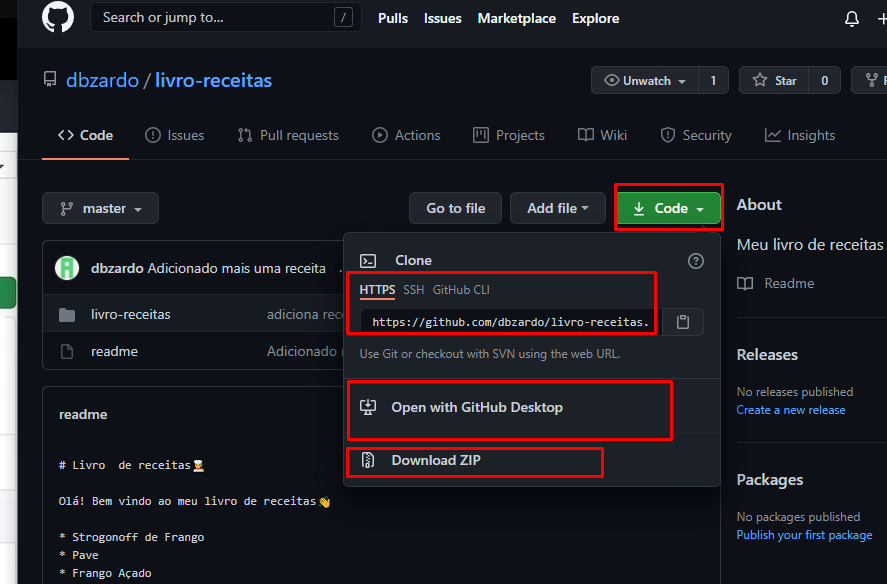 Search or jump to... /
Pulls Issues Marketplace Explore
dbzardo / livro-receitas
Unwatch 1 Star 0
Code Issues Pull requests Actions Projects Wiki Security Insights
master Go to file Add file Code
About
Meu livro de receitas
Readme
dbzardo Adicionado mais uma receita
livro-receitas adiciona rec
readme Adicionado
Clone
HTTPS SSH GitHub CLI
https://github.com/dbzardo/livro-receitas.
Use Git or checkout with SVN using the web URL.
Open with GitHub Desktop
Download ZIP
Releases
No releases published
Create a new release
Packages
No packages published
Publish your first package
readme
# Livro de receitas👨‍🍳
Olá! Bem vindo ao meu livro de receitas👋
* Strogonoff de Frango
* Pave
* Frango Açado